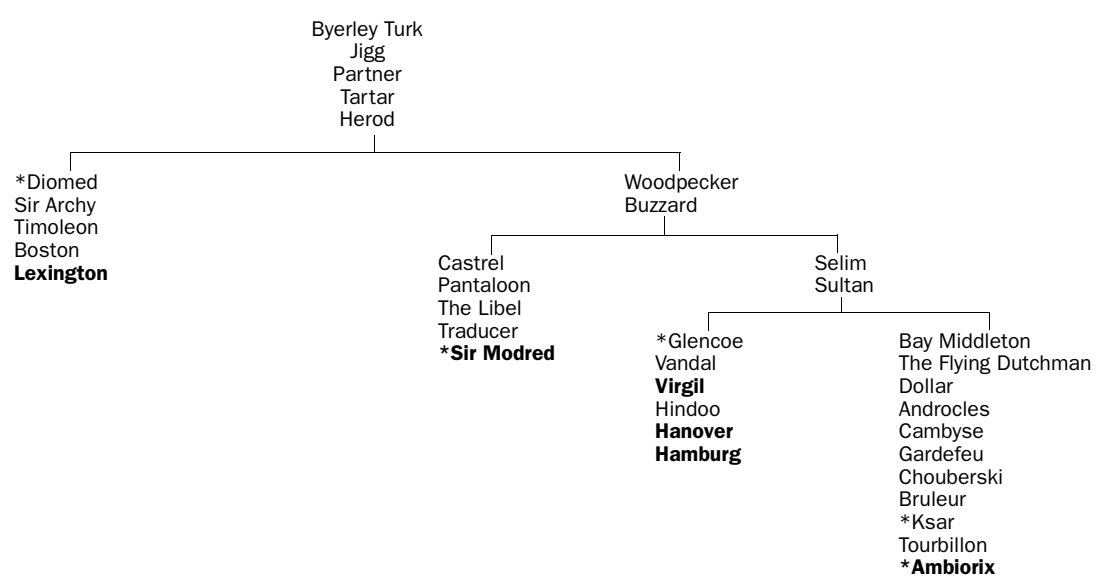 Byerley Turk
Jigg
Partner
Tartar
Herod
*Diomed
Sir Archy
Timoleon
Boston
Lexington
Woodpecker
Buzzard
Castrel
Pantaloon
The Libel
Traducer
*Sir Modred
Selim
Sultan
*Glencoe
Vandal
Virgil
Hindoo
Hanover
Hamburg
Bay Middleton
The Flying Dutchman
Dollar
Androcles
Cambyse
Gardefeu
Chouberski
Bruleur
*Ksar
Tourbillon
*Ambiorix